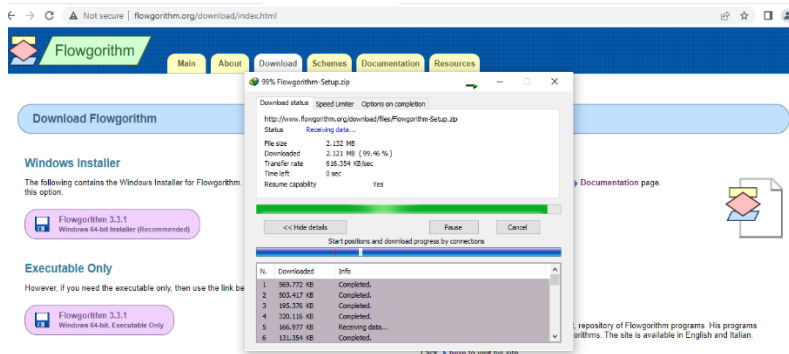 Not secure | flowgorithm.org/download/index.html
Flowgorithm
Main About Download Schemes Documentation Resources
99% Flowgorithm-Setup.zip
Download status Speed Limiter Options on completion
http://www.flowgorithm.org/download/files/Flowgorithm-Setup.zip
Status Receiving data...
File size 2.132 MB
Downloaded 2.121 MB ( 99.46 % )
Transfer rate 616.354 KB/sec
Time left 0 sec
Resume capability Yes
<< Hide details Pause Cancel
Start positions and download progress by connections
N. Downloaded Info
1 569.772 KB Completed.
2 503.417 KB Completed.
3 195.376 KB Completed.
4 320.116 KB Completed.
5 166.977 KB Receiving data...
6 131.354 KB Completed.
Download Flowgorithm
Windows Installer
The following contains the Windows Installer for Flowgorithm.
Documentation page.
this option.
Flowgorithm 3.3.1
Windows 64-bit Installer (Recommended)
Executable Only
However, if you need the executable only, then use the link be
Flowgorithm 3.3.1
Windows 64-bit. Executable Only
, repository of Flowgorithm programs. His programs
orithms. The site is available in English and Italian.
Click here to visit his site